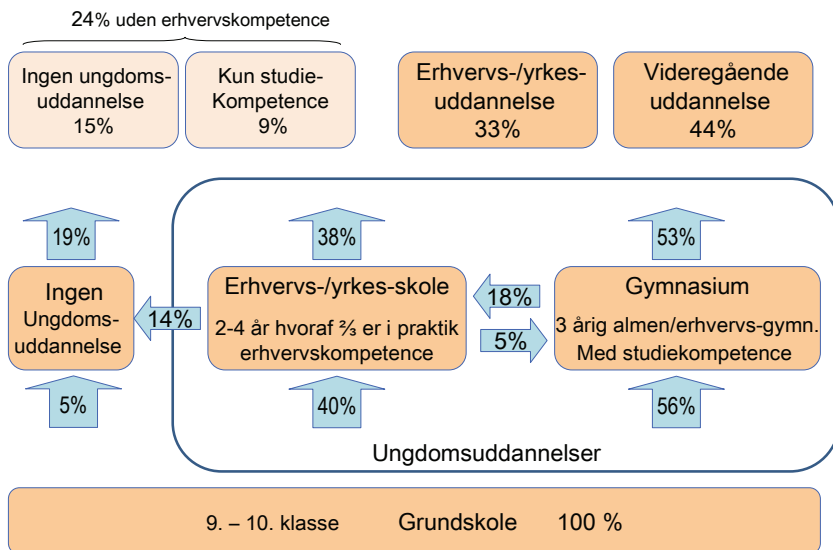 24% uden erhvervskompetence
Ingen ungdoms-
uddannelse
15%
Kun studie-
Kompetence
9%
Erhvervs-/yrkes-
uddannelse
33%
Videregående
uddannelse
44%
19%
38%
53%
Ingen
Ungdoms-
uddannelse
14%
Erhvervs-/yrkes-skole
2-4 år hvoraf ⅔ er i praktik
erhvervskompetence
18%
5%
Gymnasium
3 årig almen/erhvervs-gymn.
Med studiekompetence
5%
40%
56%
Ungdomsuddannelser
9. – 10. klasse Grundskole 100 %